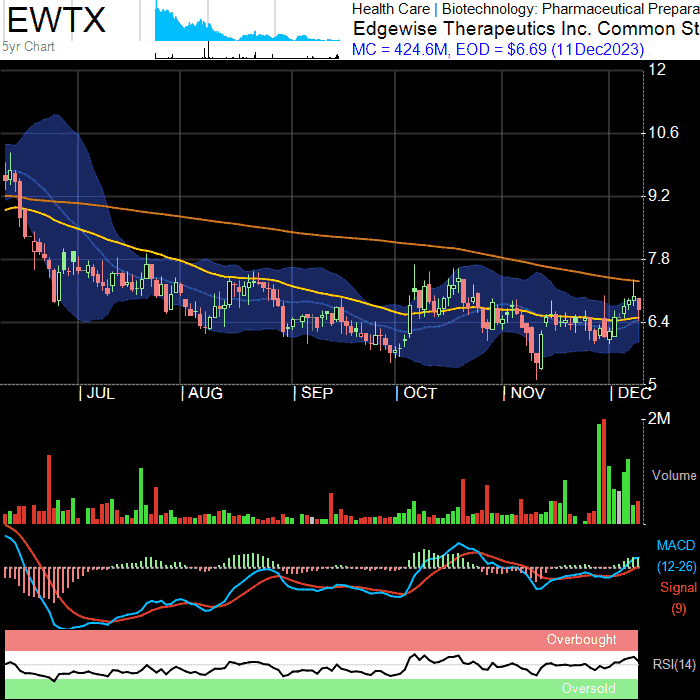 EWTX
5yr Chart
Health Care | Biotechnology: Pharmaceutical Prepara
Edgewise Therapeutics Inc. Common St
MC = 424.6M, EOD = $6.69 (11Dec2023)
12
10.6
9.2
7.8
6.4
5
| JUL | AUG | SEP | OCT | NOV | DEC
2M
Volume
MACD
(12-26)
Signal
(9)
Overbought
RSI(14)
Oversold